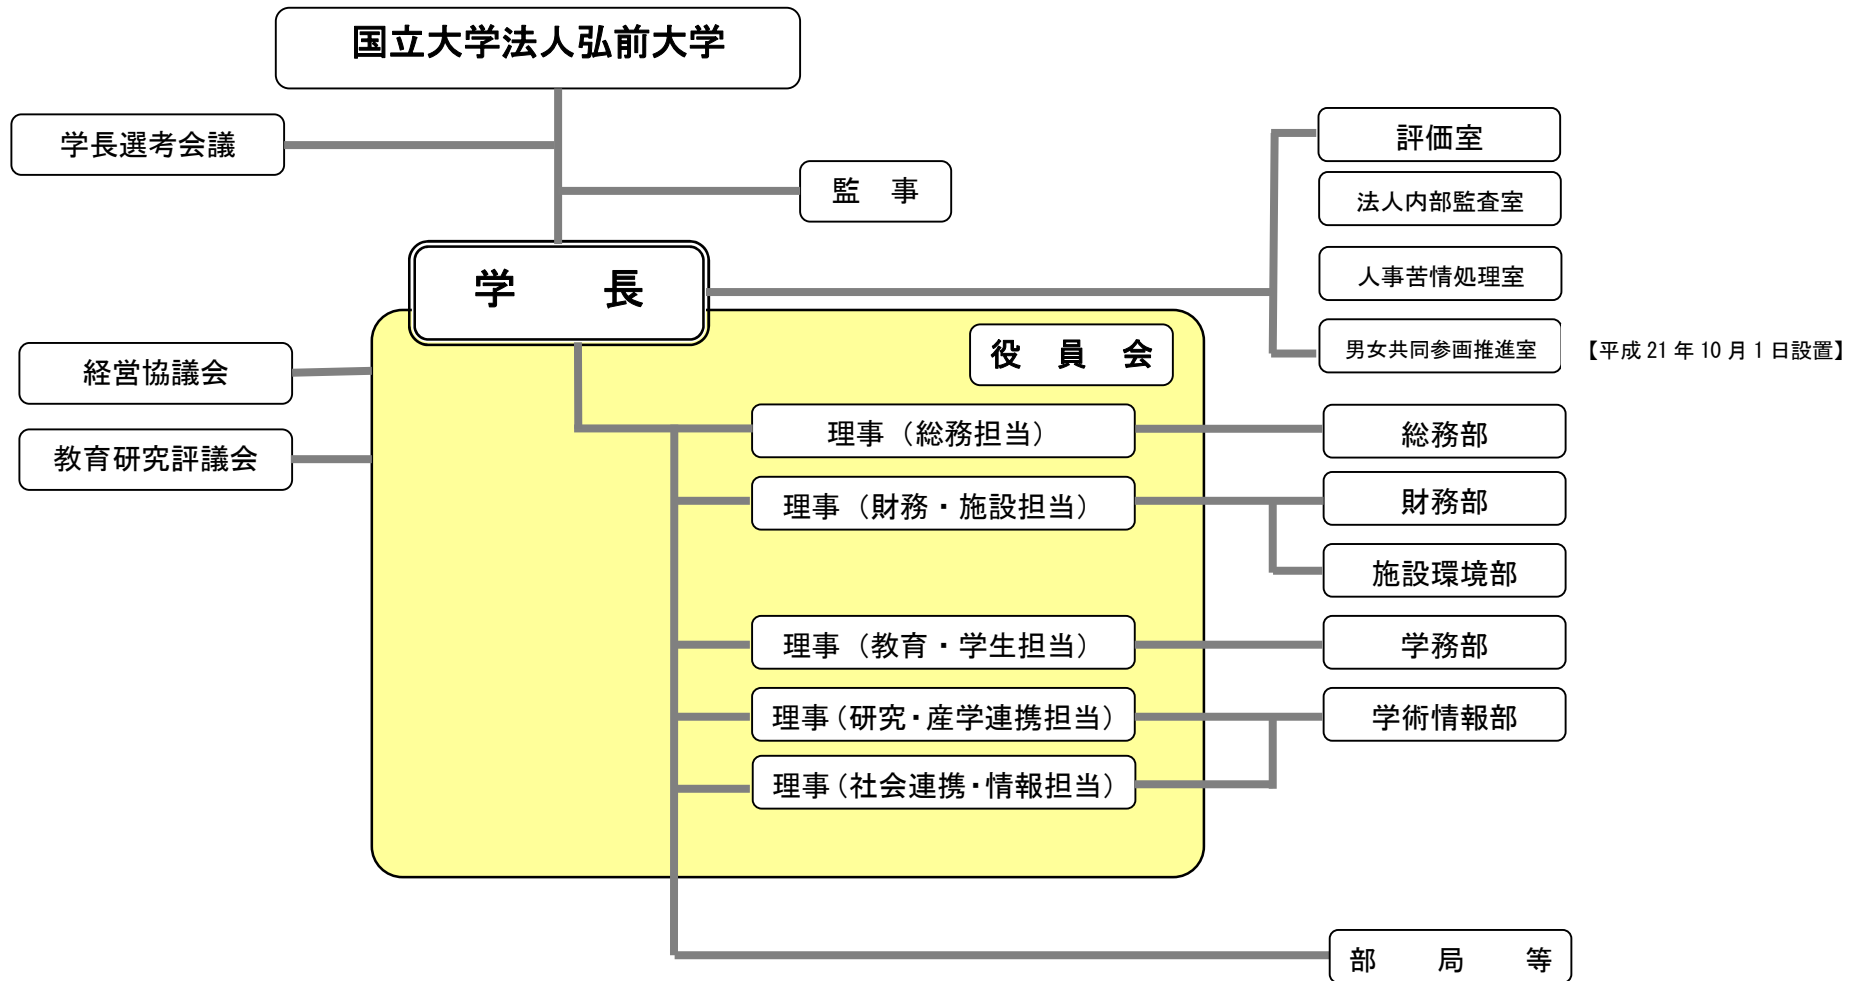 国立大学法人弘前大学
学長選考会議
監　事
評価室
法人内部監査室
人事苦情処理室
男女共同参画推進室 【平成 21 年 10 月 1 日設置】
学　　長
役　員　会
経営協議会
教育研究評議会
理事（総務担当） 総務部
理事（財務・施設担当） 財務部
施設環境部
理事（教育・学生担当） 学務部
理事（研究・産学連携担当） 学術情報部
理事（社会連携・情報担当）
部　　局　　等